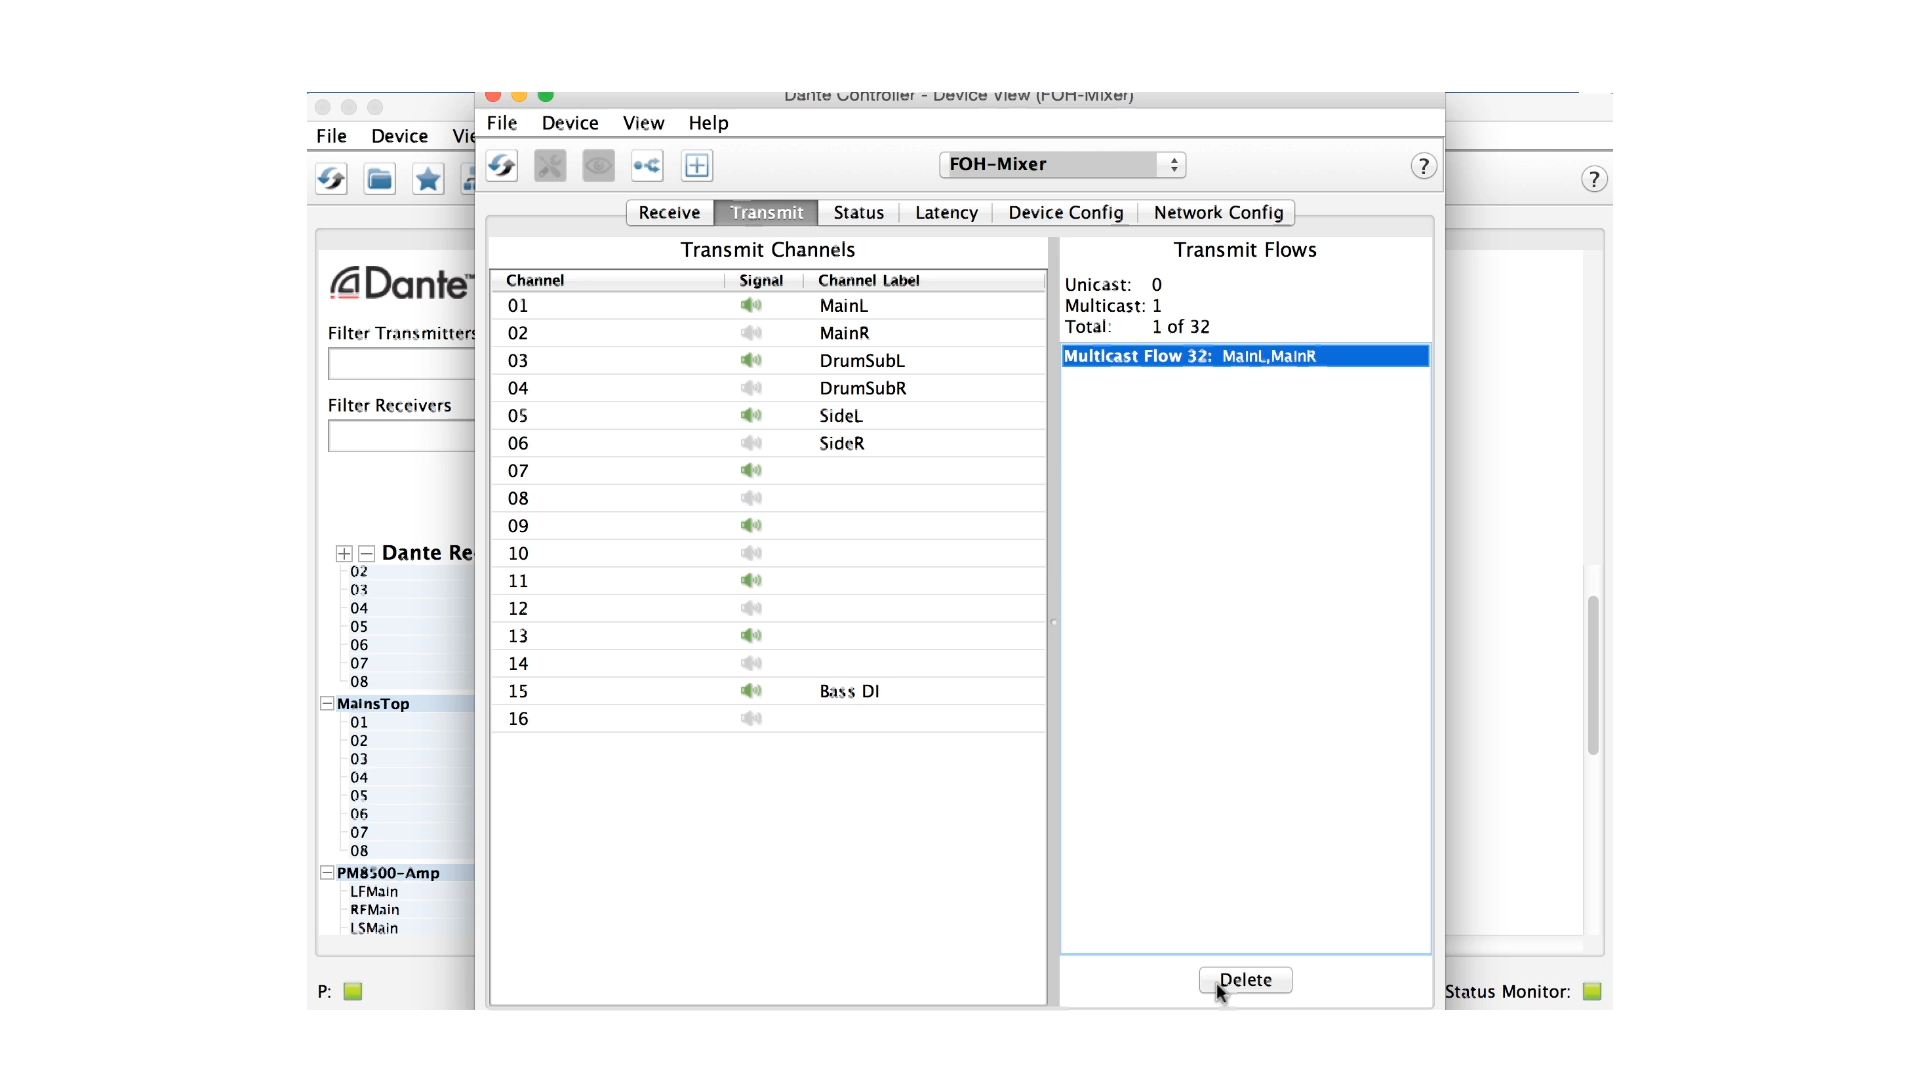 Dante Controller - Device View (FOH-Mixer)
File Device View Help
File Device
FOH-Mixer
?
?
Receive Transmit Status Latency Device Config Network Config
Dante™
Filter Transmitters
Filter Receivers
Dante Re
02
03
04
05
06
07
08
MainsTop
01
02
03
04
05
06
07
08
PM8500-Amp
LFMain
RFMain
LSMain
P:
Transmit Channels
Channel Signal Channel Label
01 MainL
02 MainR
03 DrumSubL
04 DrumSubR
05 SideL
06 SideR
07
08
09
10
11
12
13
14
15 Bass DI
16
Transmit Flows
Unicast: 0
Multicast: 1
Total: 1 of 32
Multicast Flow 32: MainL,MainR
Delete
Status Monitor: